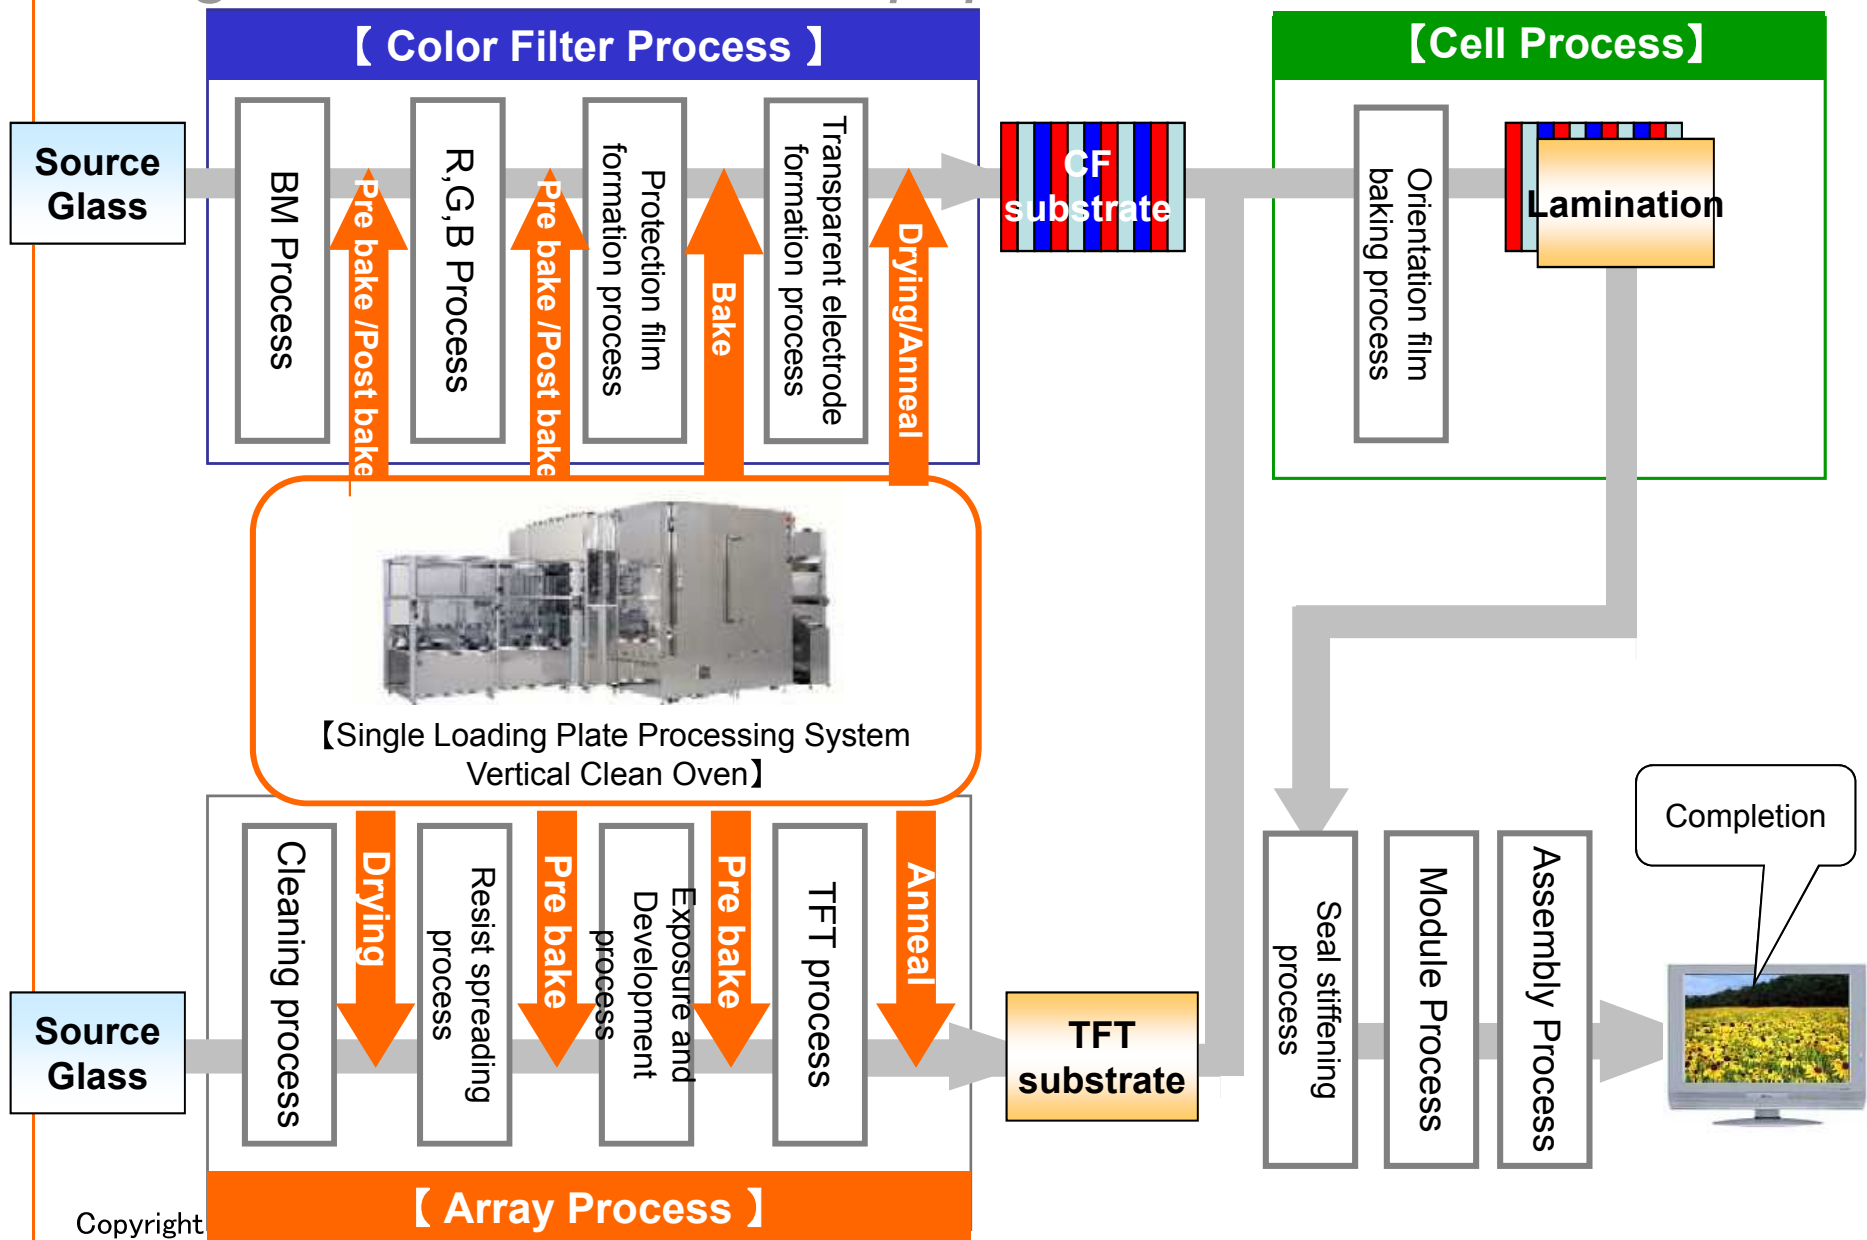 【 Color Filter Process 】
【Cell Process】
Source
Glass
BM Process
Pre bake /Post bake
R,G,B Process
Pre bake /Post bake
Protection film
formation process
Bake
Transparent electrode
formation process
Drying/Anneal
CF
substrate
Orientation film
baking process
Lamination
【Single Loading Plate Processing System
Vertical Clean Oven】
Source
Glass
Cleaning process
Drying
Resist spreading
process
Pre bake
Exposure and
Development
process
Pre bake
TFT process
Anneal
TFT
substrate
Seal stiffening
process
Module Process
Assembly Process
Completion
【 Array Process 】
Copyright